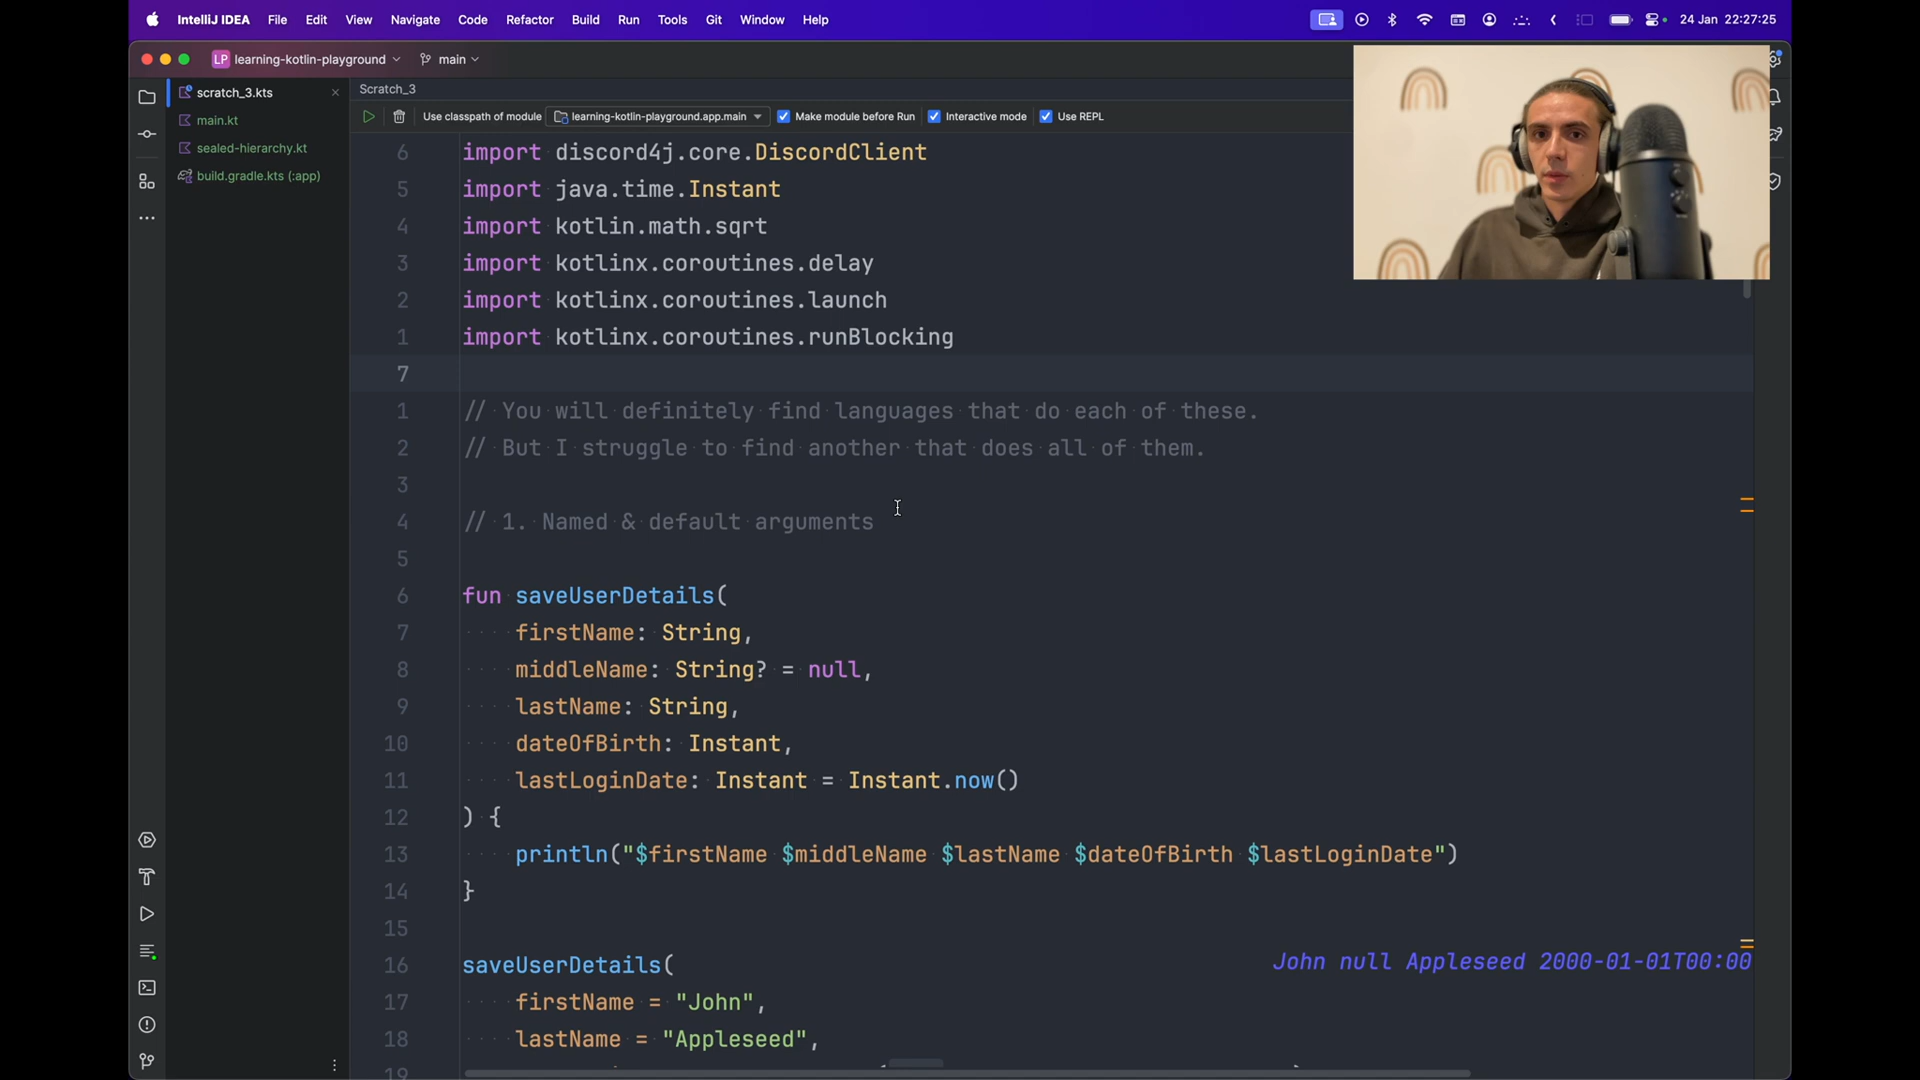 IntelliJ IDEA File Edit View Navigate Code Refactor Build Run Tools Git Window Help 24 Jan 22:27:25
LP learning-kotlin-playground main
scratch_3.kts
main.kt
sealed-hierarchy.kt
build.gradle.kts (:app)
Scratch_3
Use classpath of module learning-kotlin-playground.app.main Make module before Run Interactive mode Use REPL
6 import discord4j.core.DiscordClient
5 import java.time.Instant
4 import kotlin.math.sqrt
3 import kotlinx.coroutines.delay
2 import kotlinx.coroutines.launch
1 import kotlinx.coroutines.runBlocking
7
1 // You will definitely find languages that do each of these.
2 // But I struggle to find another that does all of them.
3
4 // 1. Named & default arguments
5
6 fun saveUserDetails(
7 firstName: String,
8 middleName: String? = null,
9 lastName: String,
10 dateOfBirth: Instant,
11 lastLoginDate: Instant = Instant.now()
12 ) {
13 println("$firstName $middleName $lastName $dateOfBirth $lastLoginDate")
14 }
15
16 saveUserDetails( John null Appleseed 2000-01-01T00:00
17 firstName = "John",
18 lastName = "Appleseed",
19